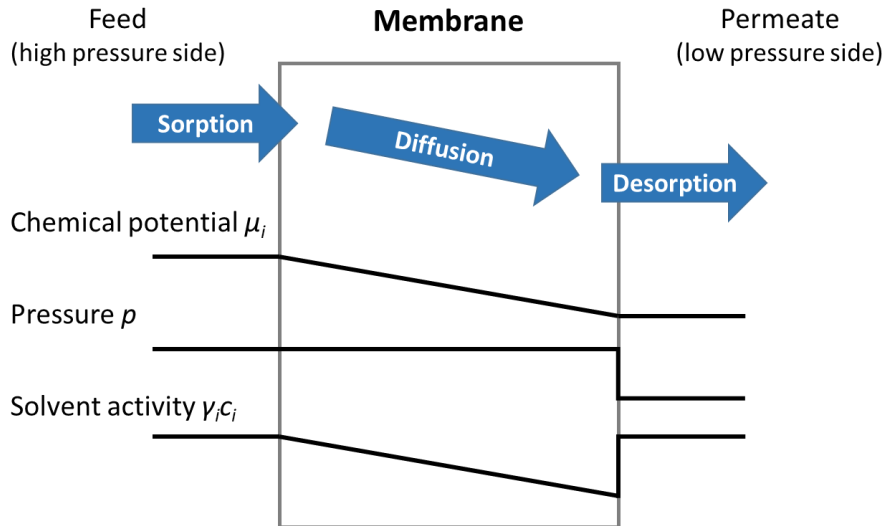 Feed
(high pressure side)
Membrane
Permeate
(low pressure side)
Sorption
Diffusion
Desorption
Chemical potential μᵢ
Pressure p
Solvent activity γᵢcᵢ